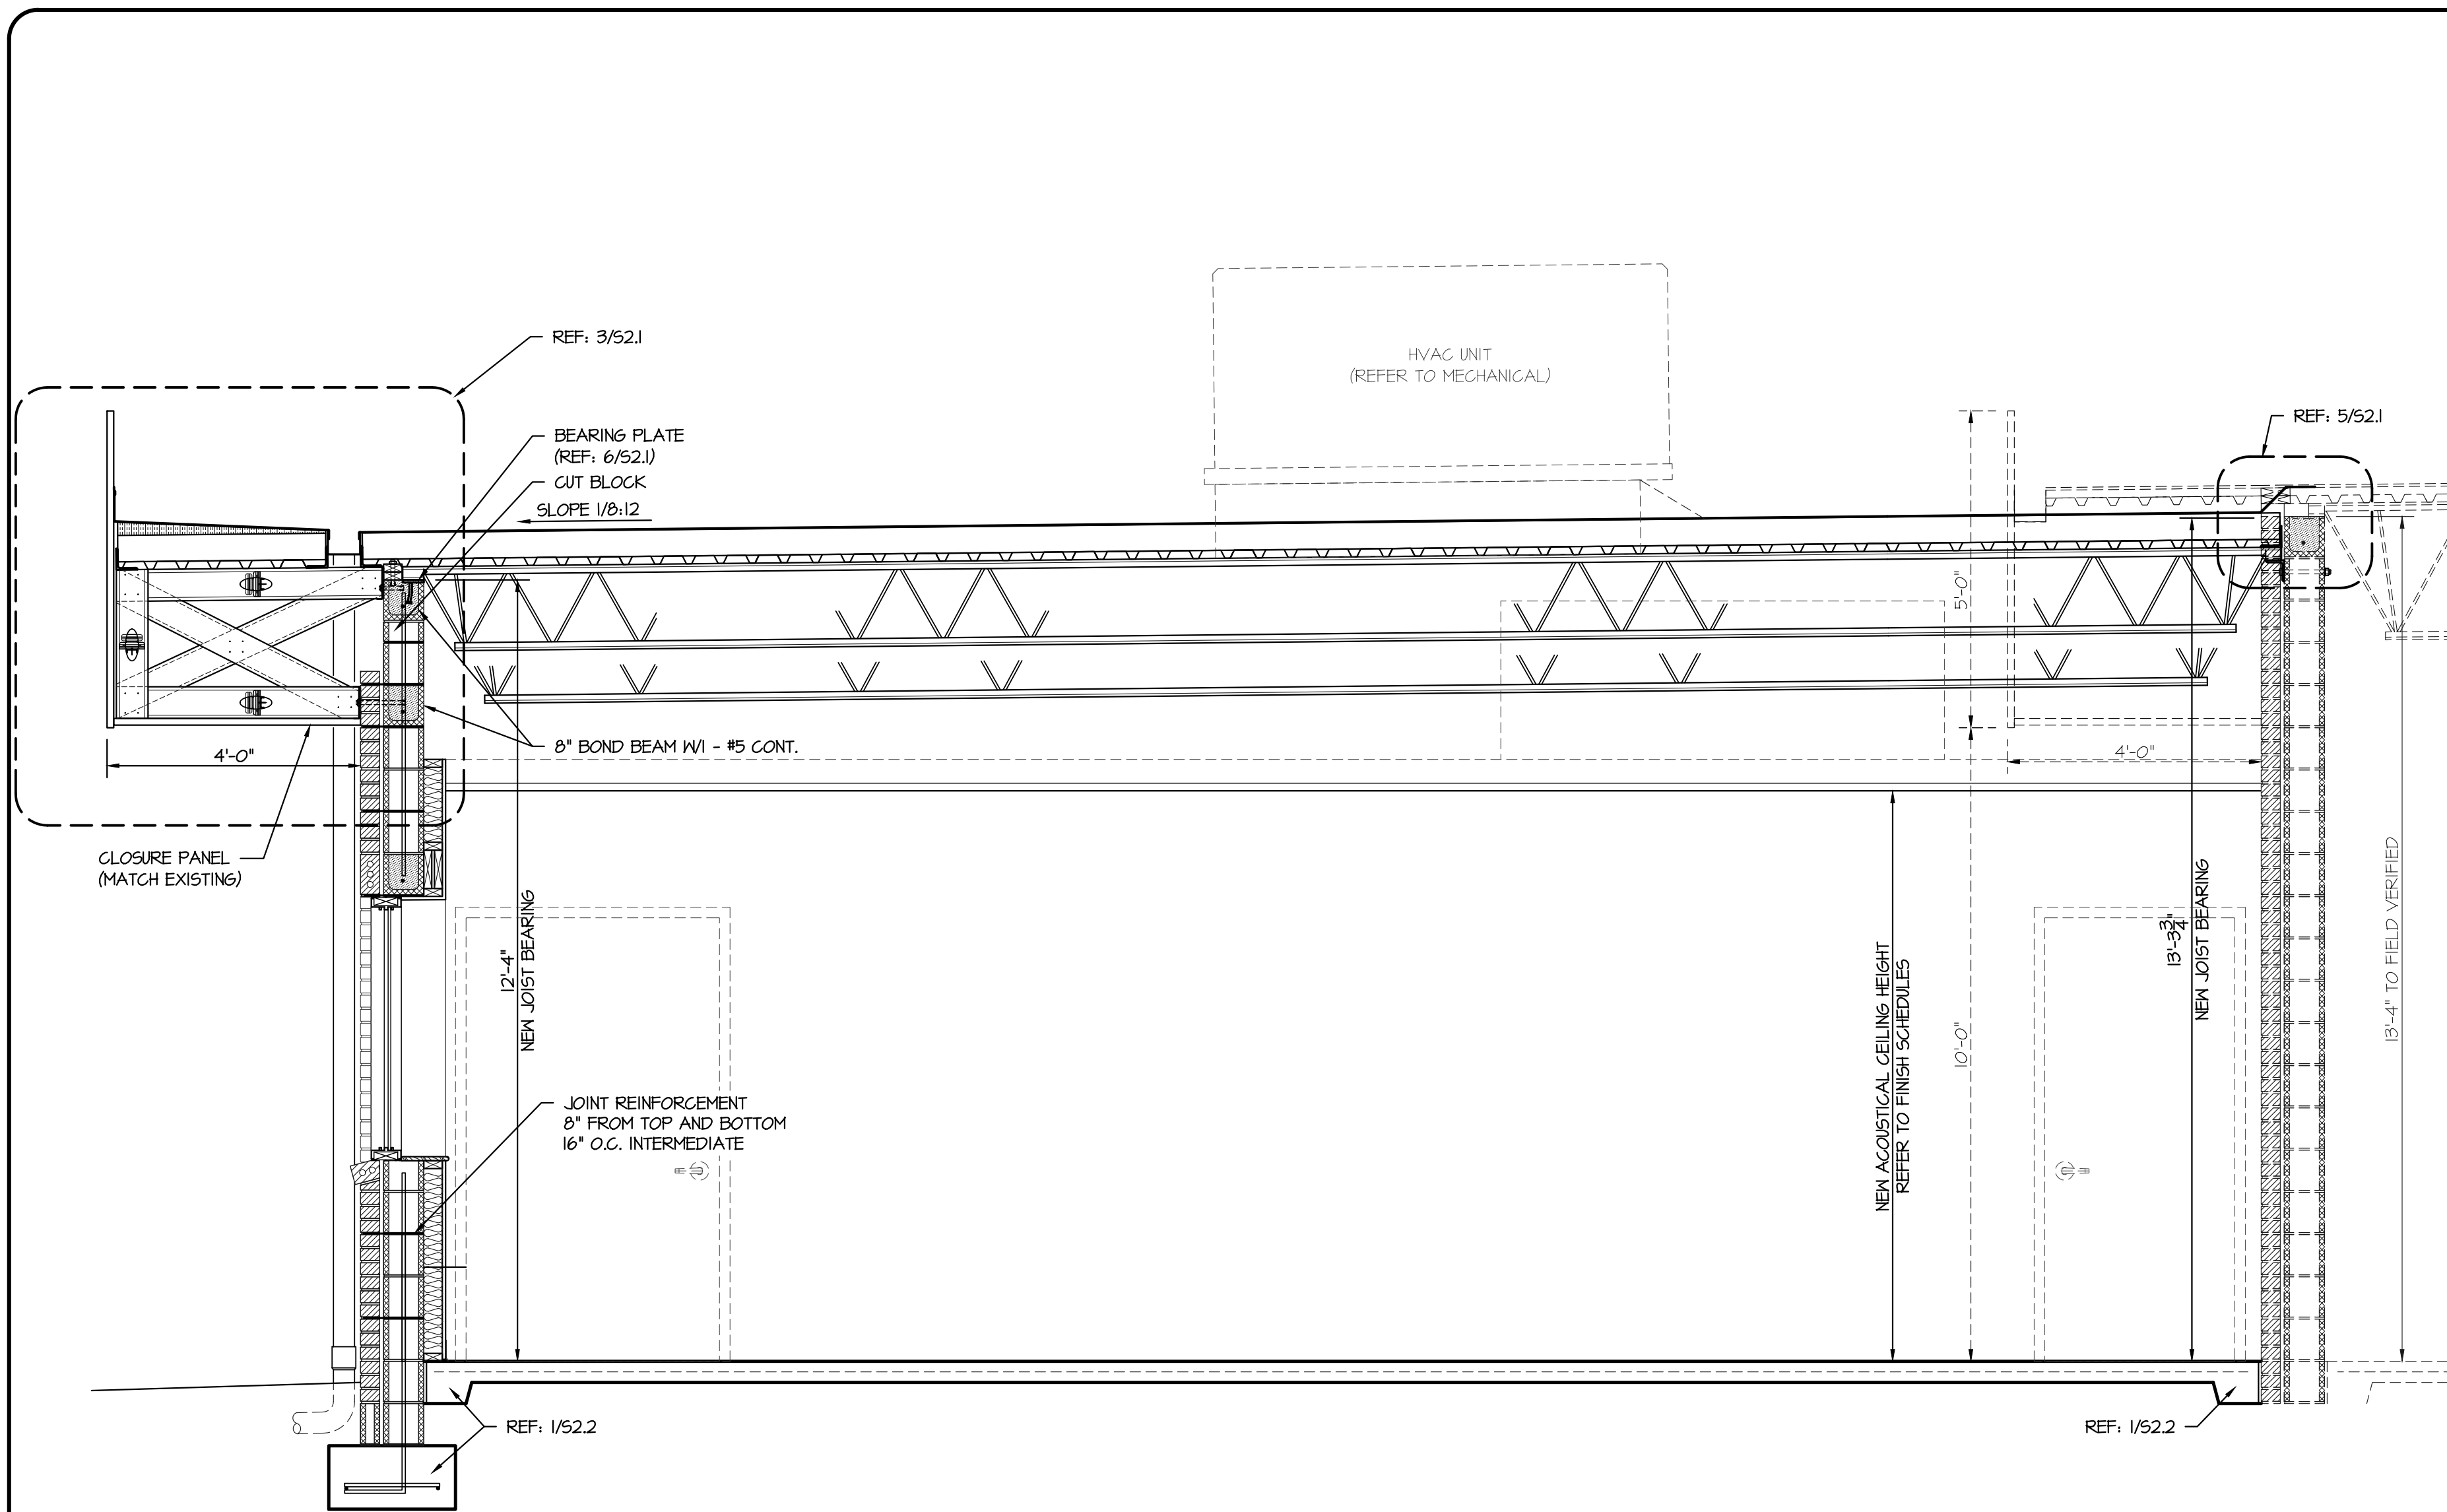 REF: 3/S2.1
HVAC UNIT
(REFER TO MECHANICAL)
REF: 5/S2.1
BEARING PLATE
(REF: 6/S2.1)
CUT BLOCK
SLOPE 1/8:12
5'-0"
8" BOND BEAM W/1 - #5 CONT.
4'-0"
4'-0"
CLOSURE PANEL
(MATCH EXISTING)
12'-4"
NEW JOIST BEARING
NEW ACOUSTICAL CEILING HEIGHT
REFER TO FINISH SCHEDULES
10'-0"
13'-3 3/4"
NEW JOIST BEARING
13'-4" TO FIELD VERIFIED
JOINT REINFORCEMENT
8" FROM TOP AND BOTTOM
16" O.C. INTERMEDIATE
REF: 1/S2.2
REF: 1/S2.2